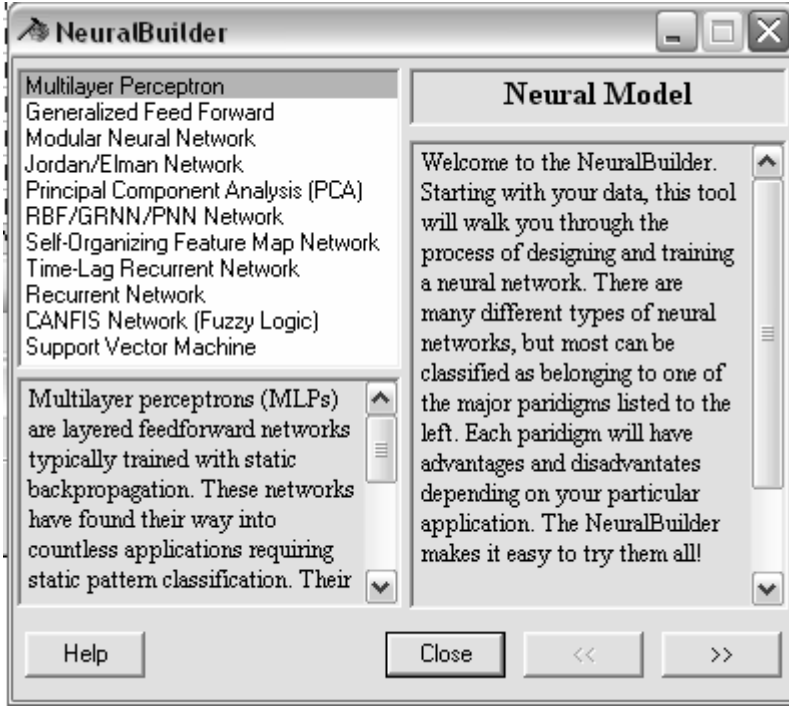 NeuralBuilder
Multilayer Perceptron
Generalized Feed Forward
Modular Neural Network
Jordan/Elman Network
Principal Component Analysis (PCA)
RBF/GRNN/PNN Network
Self-Organizing Feature Map Network
Time-Lag Recurrent Network
Recurrent Network
CANFIS Network (Fuzzy Logic)
Support Vector Machine
Multilayer perceptrons (MLPs)
are layered feedforward networks
typically trained with static
backpropagation. These networks
have found their way into
countless applications requiring
static pattern classification. Their
Neural Model
Welcome to the NeuralBuilder.
Starting with your data, this tool
will walk you through the
process of designing and training
a neural network. There are
many different types of neural
networks, but most can be
classified as belonging to one of
the major paridigms listed to the
left. Each paridigm will have
advantages and disadvantates
depending on your particular
application. The NeuralBuilder
makes it easy to try them all!
Help
Close
<<
>>